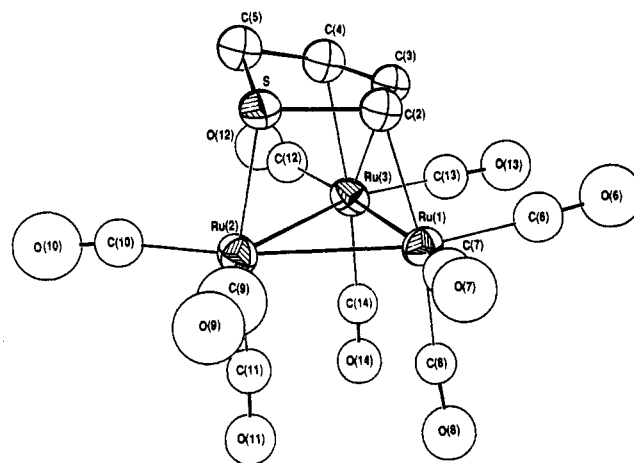 C(5)
C(4)
C(3)
S
C(2)
O(12)
C(12)
Ru(3)
C(13)
O(13)
O(6)
C(6)
Ru(2)
Ru(1)
O(10)
C(10)
C(7)
O(7)
C(9)
O(9)
C(14)
O(14)
C(8)
C(11)
O(11)
O(8)